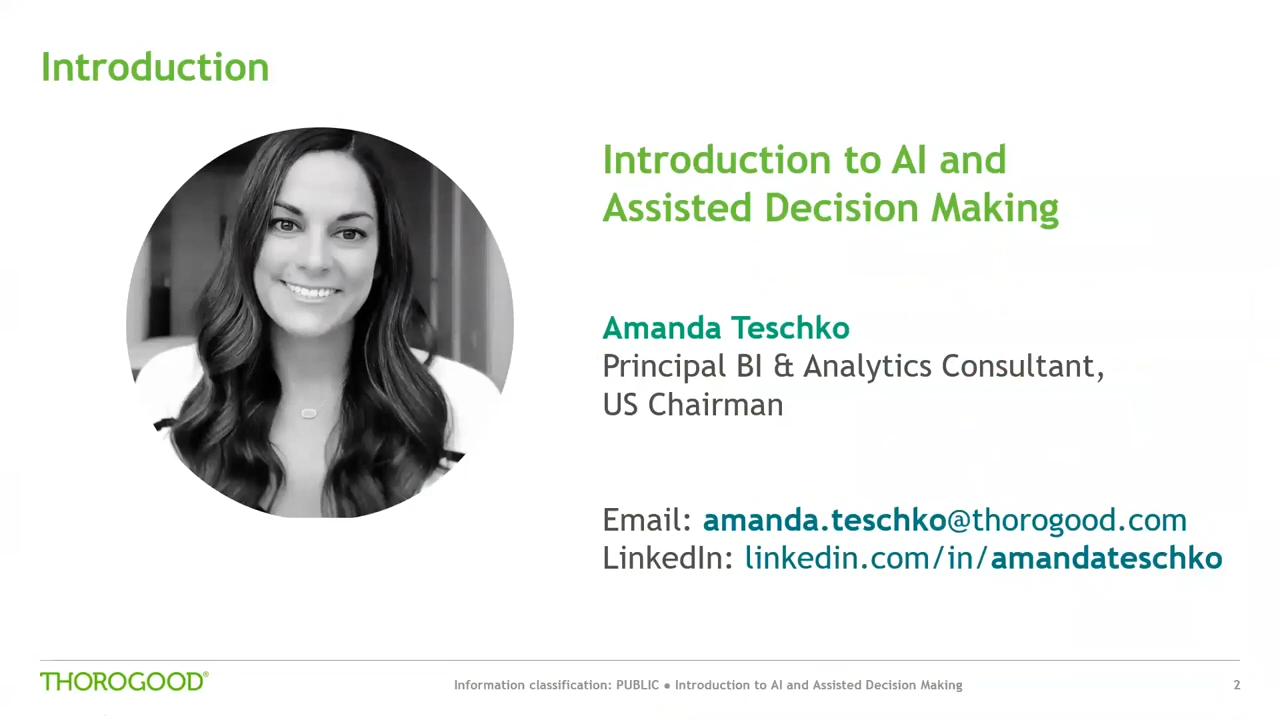 Introduction
Introduction to AI and
Assisted Decision Making
Amanda Teschko
Principal BI & Analytics Consultant,
US Chairman
Email: amanda.teschko@thorogood.com
LinkedIn: linkedin.com/in/amandateschko
THOROGOOD®
Information classification: PUBLIC ● Introduction to AI and Assisted Decision Making
2